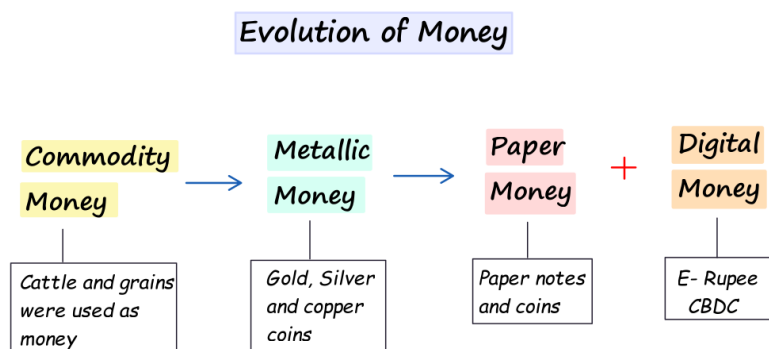 Evolution of Money
Commodity
Money
Metallic
Money
Paper
Money
+
Digital
Money
Cattle and grains
were used as
money
Gold, Silver
and copper
coins
Paper notes
and coins
E- Rupee
CBDC